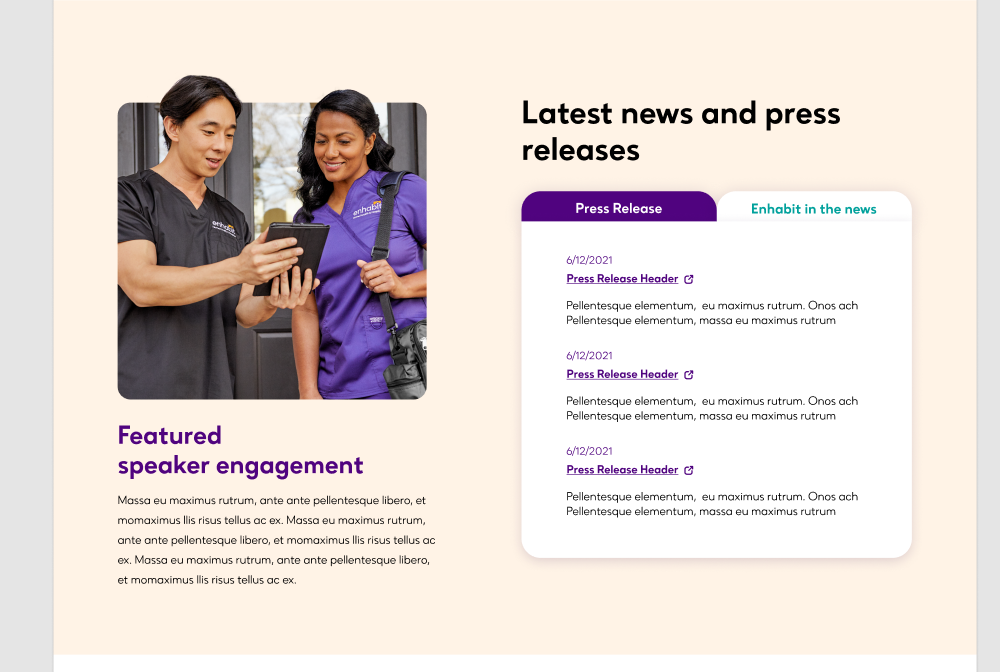 enhabit
enhabit
Featured
speaker engagement
Massa eu maximus rutrum, ante ante pellentesque libero, et
momaximus llis risus tellus ac ex. Massa eu maximus rutrum,
ante ante pellentesque libero, et momaximus llis risus tellus ac
ex. Massa eu maximus rutrum, ante ante pellentesque libero,
et momaximus llis risus tellus ac ex.
Latest news and press
releases
Press Release
Enhabit in the news
6/12/2021
Press Release Header
Pellentesque elementum,  eu maximus rutrum. Onos ach
Pellentesque elementum, massa eu maximus rutrum
6/12/2021
Press Release Header
Pellentesque elementum,  eu maximus rutrum. Onos ach
Pellentesque elementum, massa eu maximus rutrum
6/12/2021
Press Release Header
Pellentesque elementum,  eu maximus rutrum. Onos ach
Pellentesque elementum, massa eu maximus rutrum